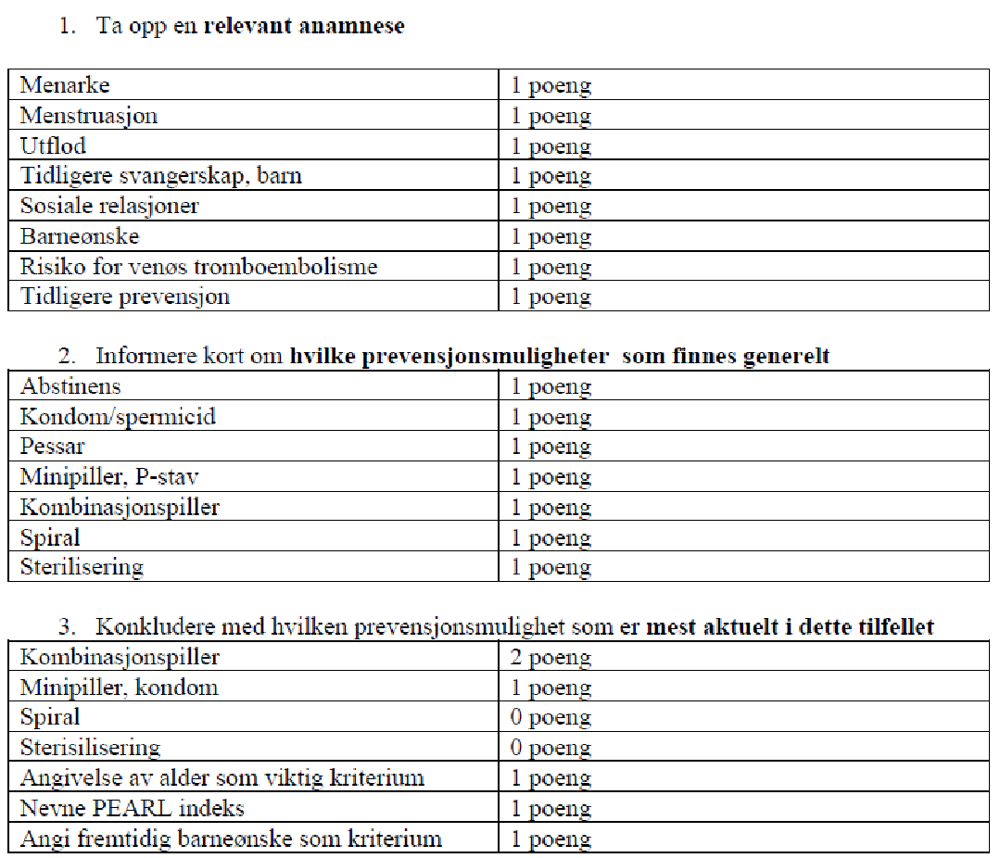 1. Ta opp en relevant anamnese
Menarke 1 poeng
Menstruasjon 1 poeng
Utflod 1 poeng
Tidligere svangerskap, barn 1 poeng
Sosiale relasjoner 1 poeng
Barneønske 1 poeng
Risiko for venøs tromboembolisme 1 poeng
Tidligere prevensjon 1 poeng
2. Informere kort om hvilke prevensjonsmuligheter som finnes generelt
Abstinens 1 poeng
Kondom/spermicid 1 poeng
Pessar 1 poeng
Minipiller, P-stav 1 poeng
Kombinasjonspiller 1 poeng
Spiral 1 poeng
Sterilisering 1 poeng
3. Konkludere med hvilken prevensjonsmulighet som er mest aktuelt i dette tilfellet
Kombinasjonspiller 2 poeng
Minipiller, kondom 1 poeng
Spiral 0 poeng
Sterisilisering 0 poeng
Angivelse av alder som viktig kriterium 1 poeng
Nevne PEARL indeks 1 poeng
Angi fremtidig barneønske som kriterium 1 poeng